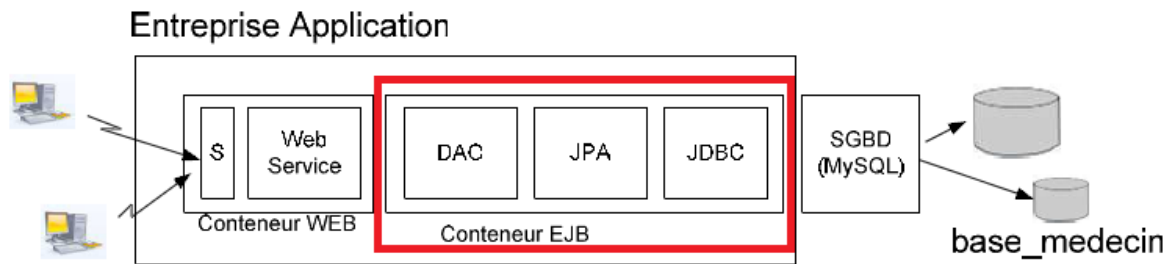 Entreprise Application
S
Web
Service
DAC
JPA
JDBC
SGBD
(MySQL)
Conteneur WEB
Conteneur EJB
base_medecin